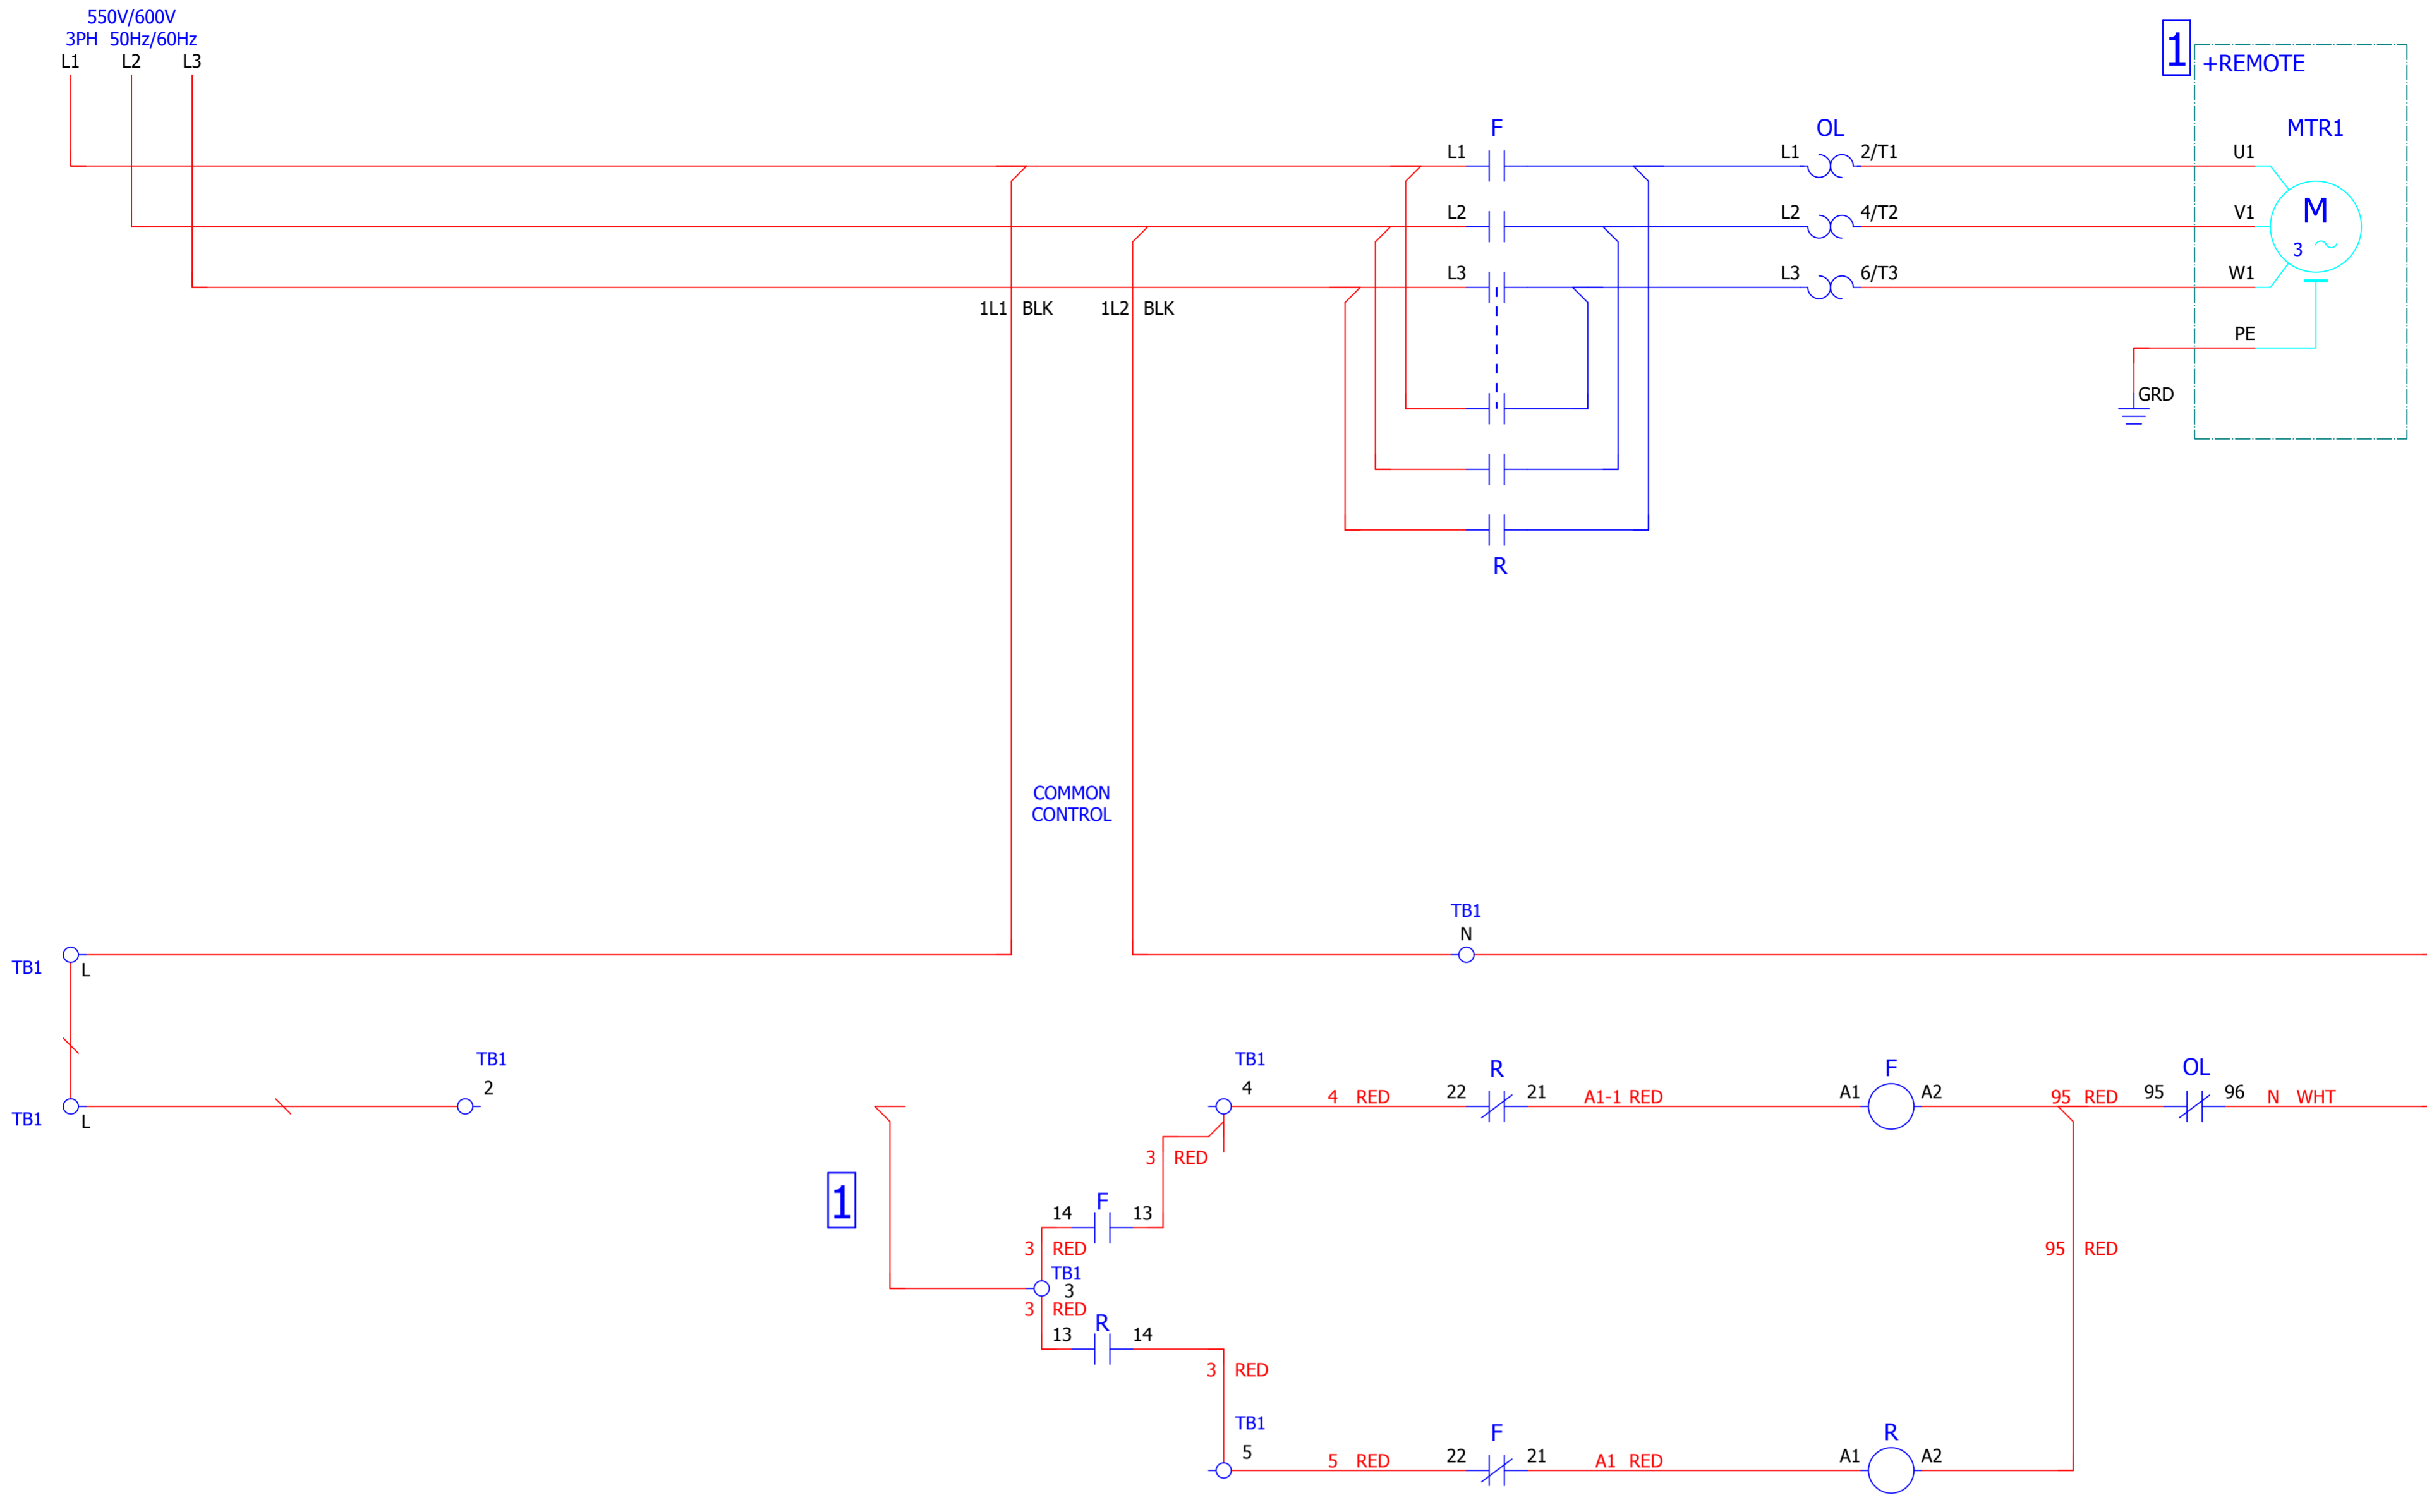 550V/600V
3PH 50Hz/60Hz
L1 L2 L3
1
+REMOTE
F OL MTR1
L1 L1 2/T1 U1
L2 L2 4/T2 V1
M
3
L3 L3 6/T3 W1
1L1 BLK 1L2 BLK
PE
GRD
R
COMMON
CONTROL
TB1
N
TB1 L
TB1 TB1
R F OL
2 4
4 RED 22 21 A1-1 RED A1 A2 95 RED 95 96 N WHT
TB1 L
3 RED
1
F
14 13
3 RED 95 RED
TB1
3
3 RED
R
13 14
3 RED
TB1 F R
5
5 RED 22 21 A1 RED A1 A2